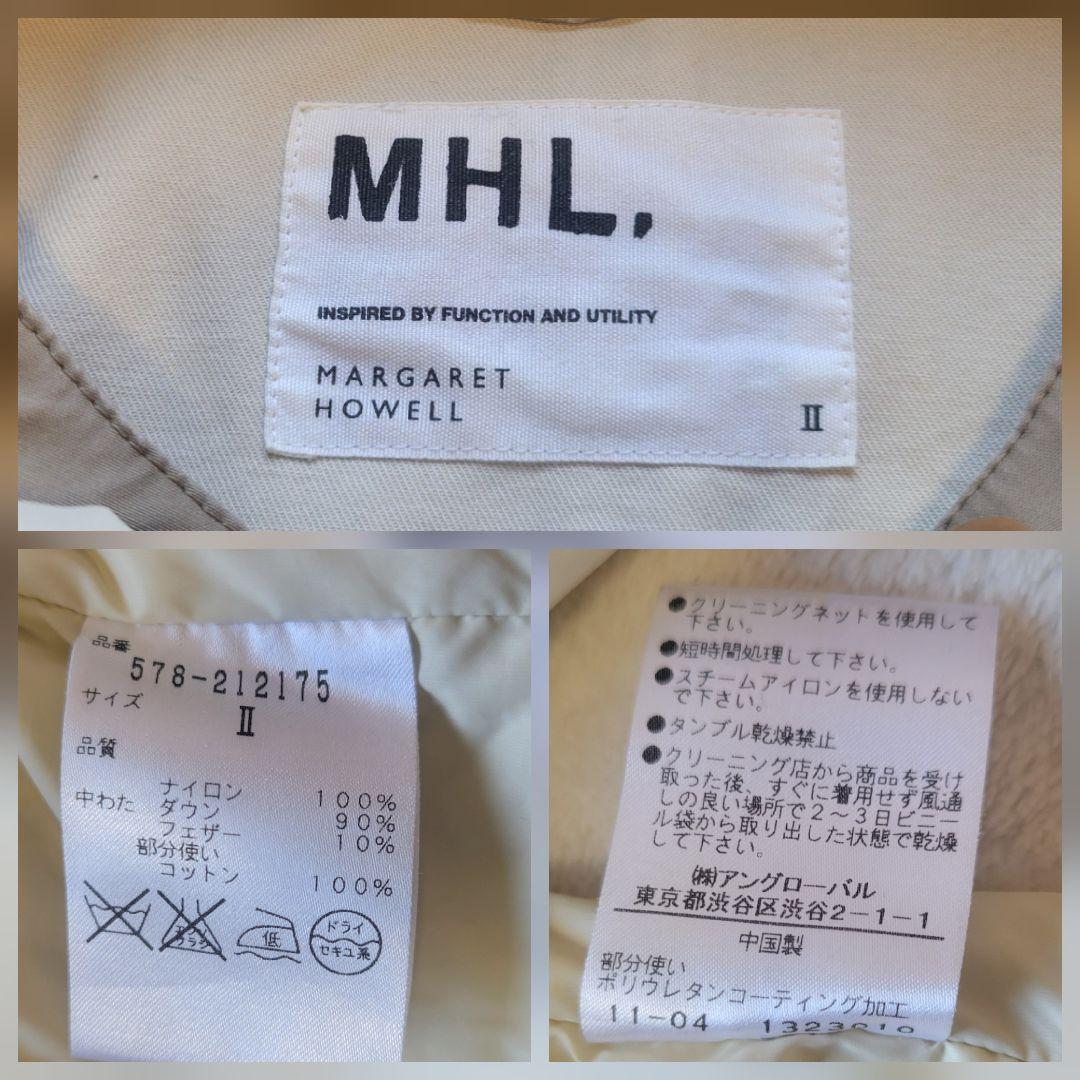 MHL.
INSPIRED BY FUNCTION AND UTILITY
MARGARET
HOWELL
II
品番
578-212175
サイズ
II
品質
ナイロン 100%
中わた ダウン 90%
フェザー 10%
部分使い
コットン 100%
低
ドライ
セキユ系
●クリーニングネットを使用して
下さい。
●短時間処理して下さい。
●スチームアイロンを使用しない
で下さい。
●タンブル乾燥禁止
●クリーニング店から商品を受け
取った後、すぐに着用せず風通
しの良い場所で2～3日ビニー
ル袋から取り出した状態で乾燥
して下さい。
㈱アングローバル
東京都渋谷区渋谷2-1-1
中国製
部分使い
ポリウレタンコーティング加工
11-04